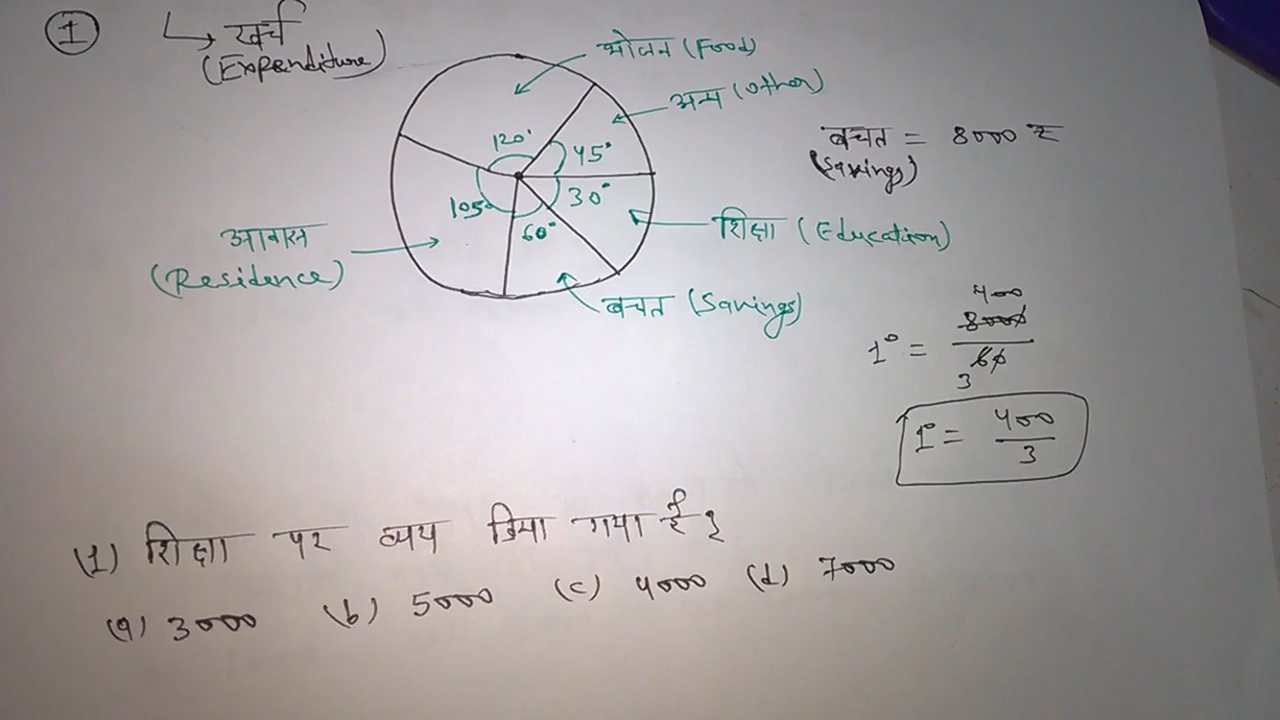 ① ↳ खर्च
(Expenditure)
भोजन (Food)
अन्य (other)
120°
45°
बचत = 8000 ₹
(Savings)
105°
30°
60°
शिक्षा (Education)
आवास
(Residence)
बचत (Savings)
400
1° = 8000/60
3
1° = 400/3
(1) शिक्षा पर व्यय किया गया है?
(a) 3000 (b) 5000 (c) 4000 (d) 7000